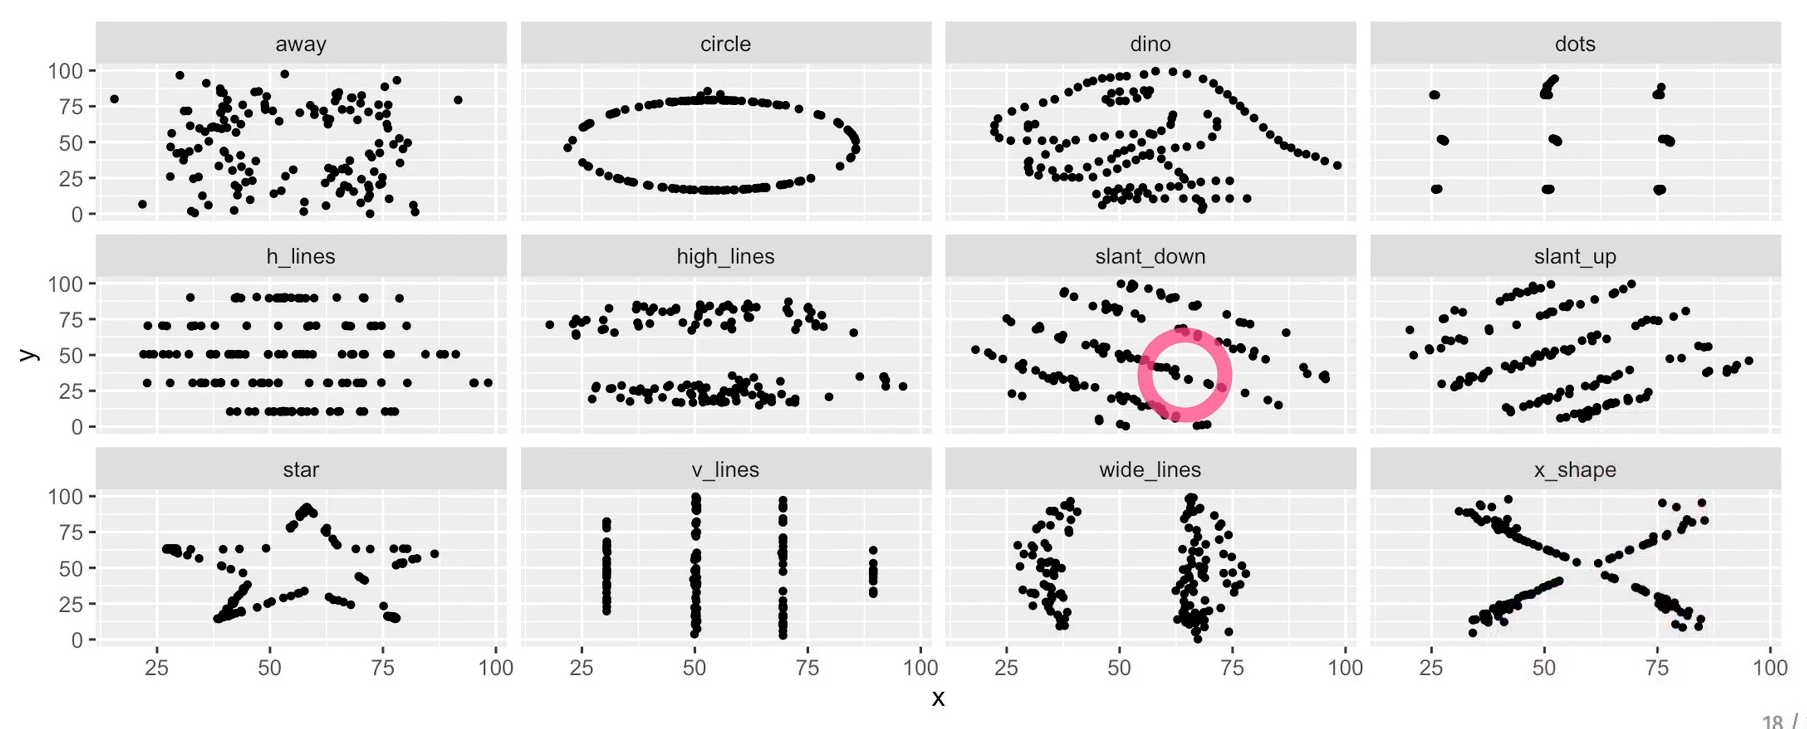 away circle dino dots
100
75
50
25
0
h_lines high_lines slant_down slant_up
100
75
50
25
0
y
star v_lines wide_lines x_shape
100
75
50
25
0
25 50 75 100 25 50 75 100 25 50 75 100 25 50 75 100
x
18 /